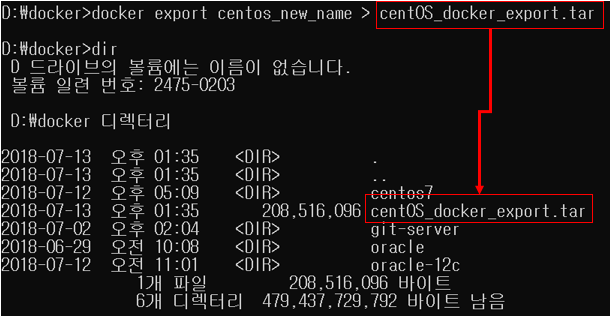 D:\docker>docker export centos_new_name > centOS_docker_export.tar
D:\docker>dir
D 드라이브의 볼륨에는 이름이 없습니다.
볼륨 일련 번호: 2475-0203
D:\docker 디렉터리
2018-07-13 오후 01:35 <DIR> .
2018-07-13 오후 01:35 <DIR> ..
2018-07-12 오후 05:09 <DIR> centos7
2018-07-13 오후 01:35 208,516,096 centOS_docker_export.tar
2018-07-02 오후 02:04 <DIR> git-server
2018-06-29 오전 10:08 <DIR> oracle
2018-07-12 오전 11:01 <DIR> oracle-12c
1개 파일 208,516,096 바이트
6개 디렉터리 479,437,729,792 바이트 남음